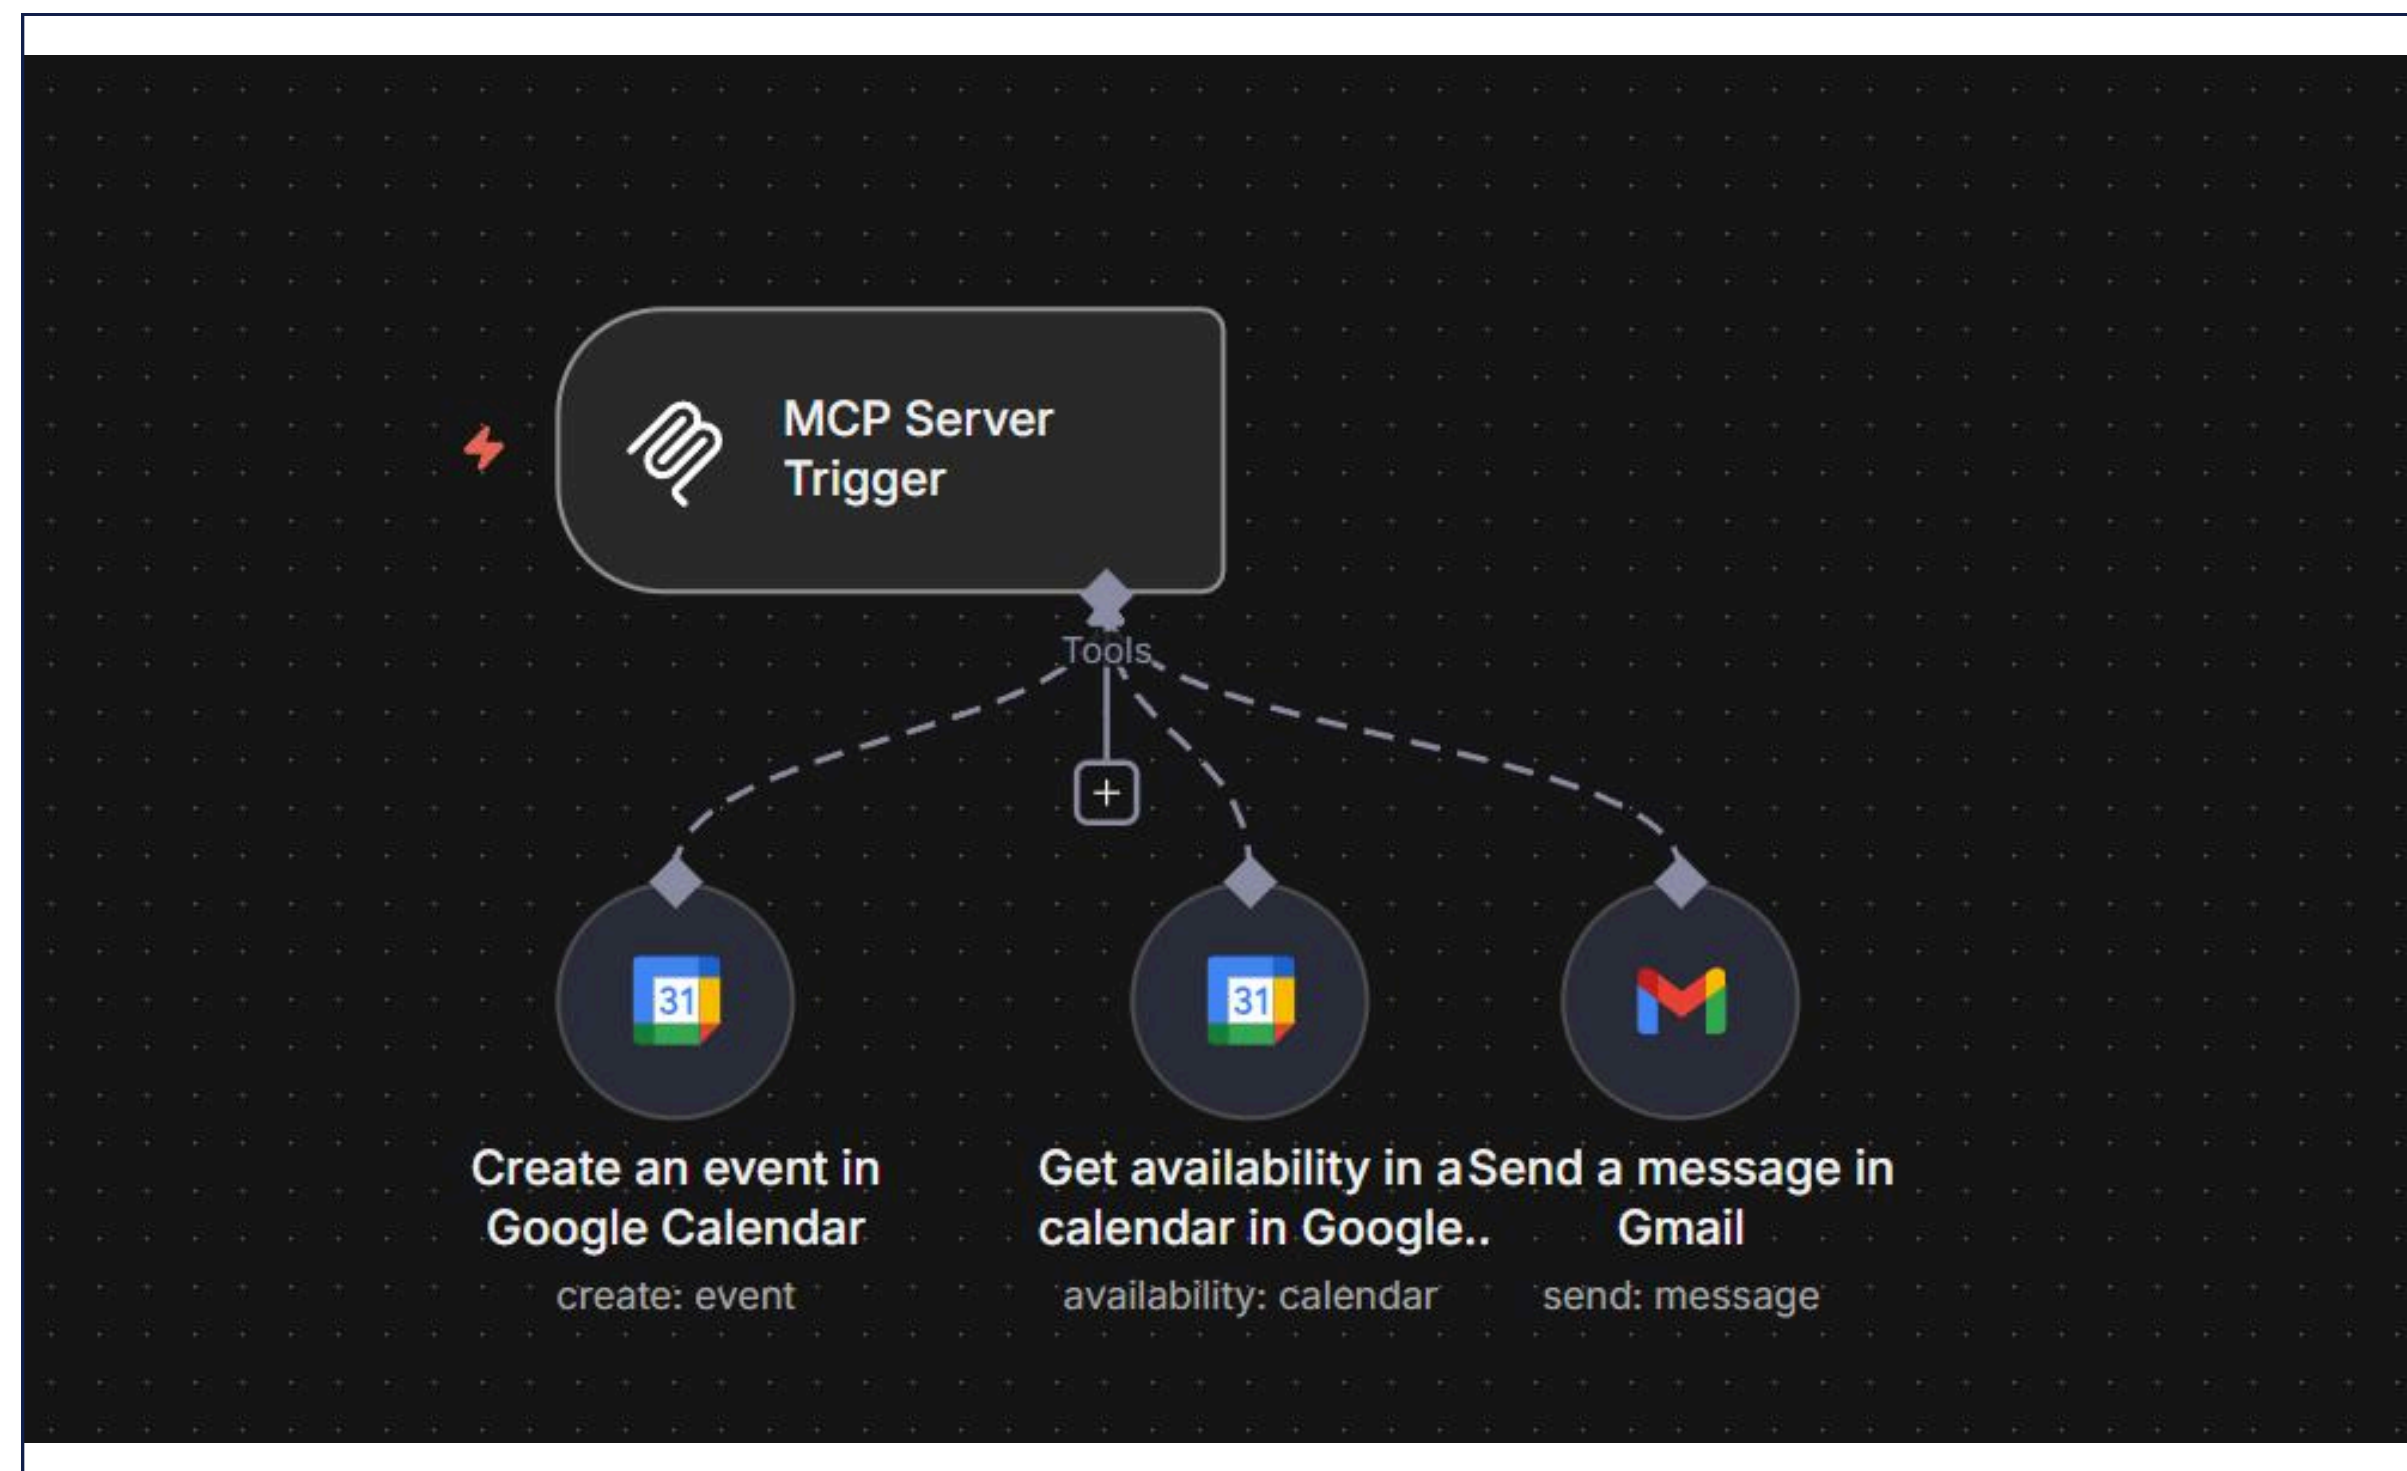 MCP Server
Trigger
Tools
+
31
31
Create an event in
Google Calendar
create: event
Get availability in a
calendar in Google..
availability: calendar
Send a message in
Gmail
send: message